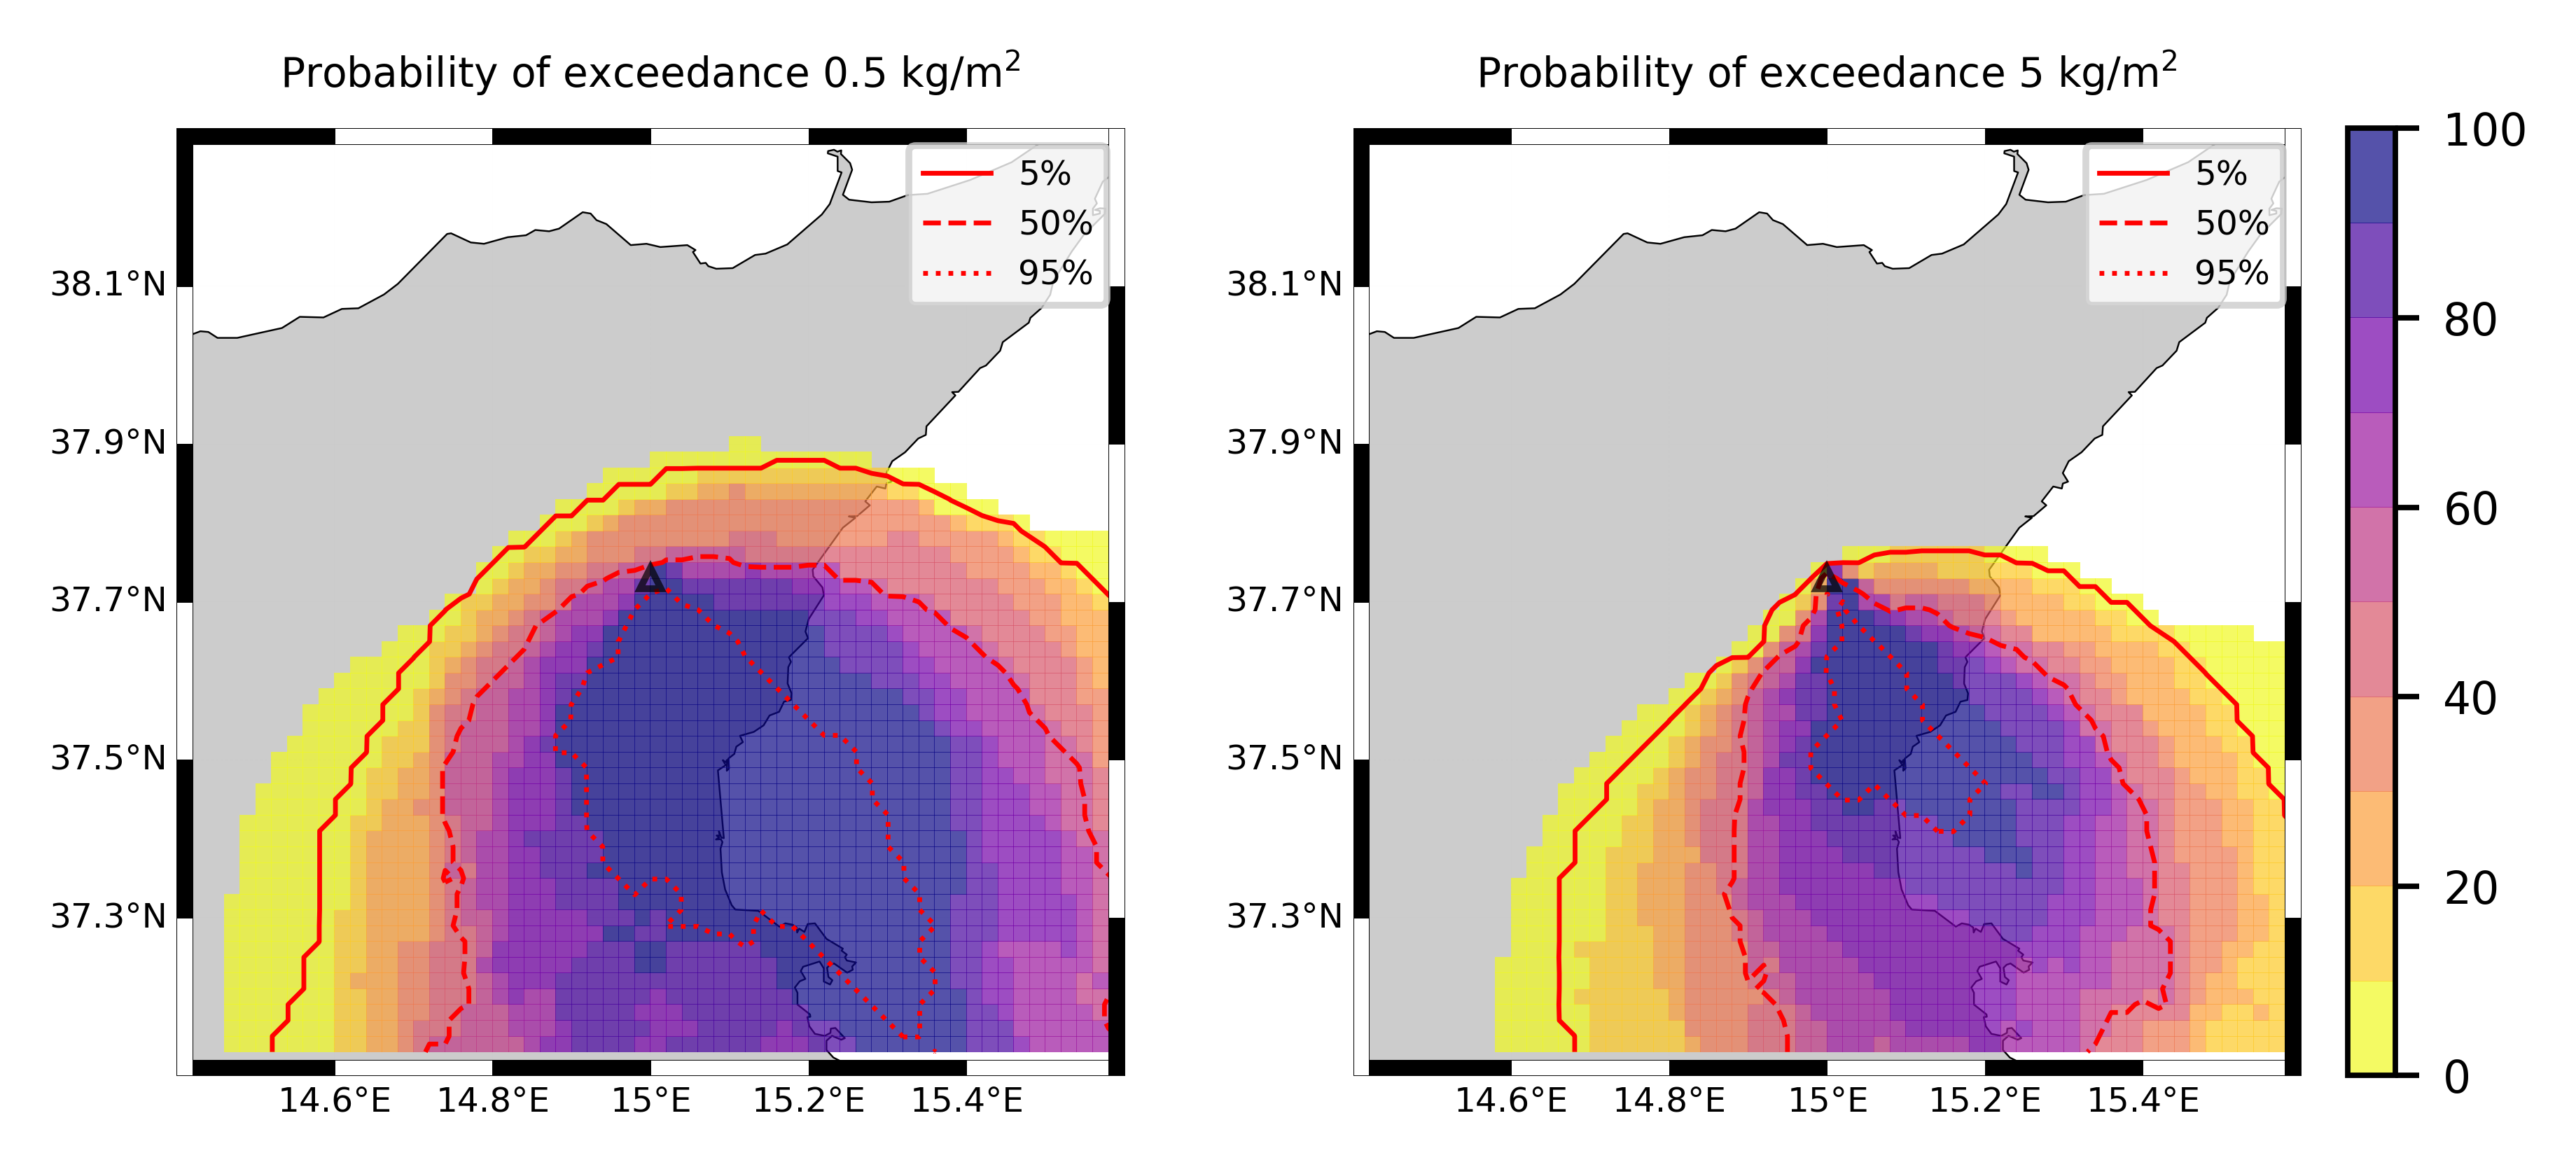 Probability of exceedance 0.5 kg/m²
5%
50%
95%
38.1°N
37.9°N
37.7°N
37.5°N
37.3°N
14.6°E 14.8°E 15°E 15.2°E 15.4°E
Probability of exceedance 5 kg/m²
5%
50%
95%
38.1°N
37.9°N
37.7°N
37.5°N
37.3°N
14.6°E 14.8°E 15°E 15.2°E 15.4°E
100
80
60
40
20
0